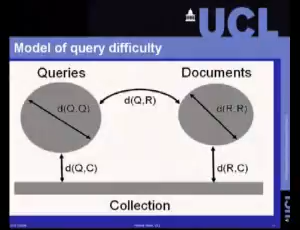 UCL
Model of query difficulty
Queries
Documents
d(Q,R)
d(Q,Q)
d(R,R)
d(Q,C)
d(R,C)
Collection